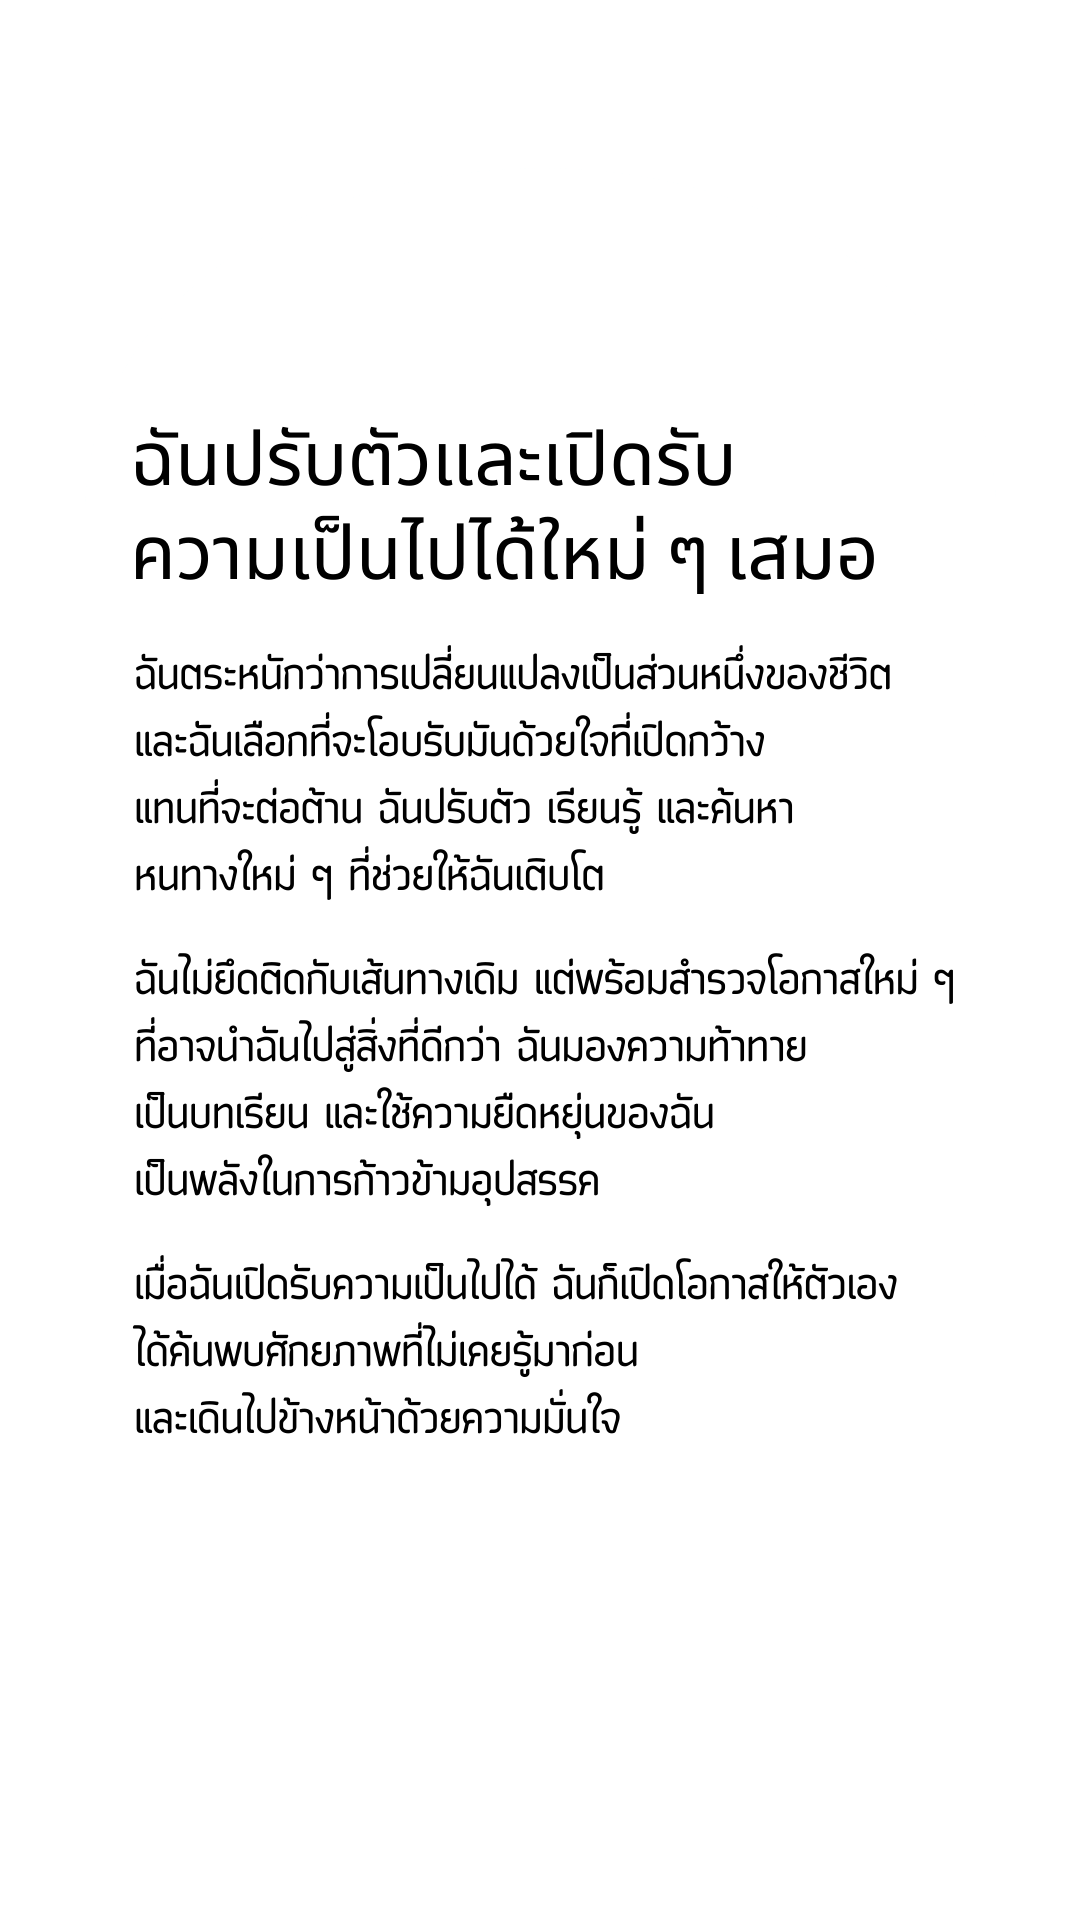 ฉันปรับตัวและเปิดรับ
ความเป็นไปได้ใหม่ ๆ เสมอ
ฉันตระหนักว่าการเปลี่ยนแปลงเป็นส่วนหนึ่งของชีวิต
และฉันเลือกที่จะโอบรับมันด้วยใจที่เปิดกว้าง
แทนที่จะต่อต้าน ฉันปรับตัว เรียนรู้ และค้นหา
หนทางใหม่ ๆ ที่ช่วยให้ฉันเติบโต
ฉันไม่ยึดติดกับเส้นทางเดิม แต่พร้อมสำรวจโอกาสใหม่ ๆ
ที่อาจนำฉันไปสู่สิ่งที่ดีกว่า ฉันมองความท้าทาย
เป็นบทเรียน และใช้ความยืดหยุ่นของฉัน
เป็นพลังในการก้าวข้ามอุปสรรค
เมื่อฉันเปิดรับความเป็นไปได้ ฉันก็เปิดโอกาสให้ตัวเอง
ได้ค้นพบศักยภาพที่ไม่เคยรู้มาก่อน
และเดินไปข้างหน้าด้วยความมั่นใจ